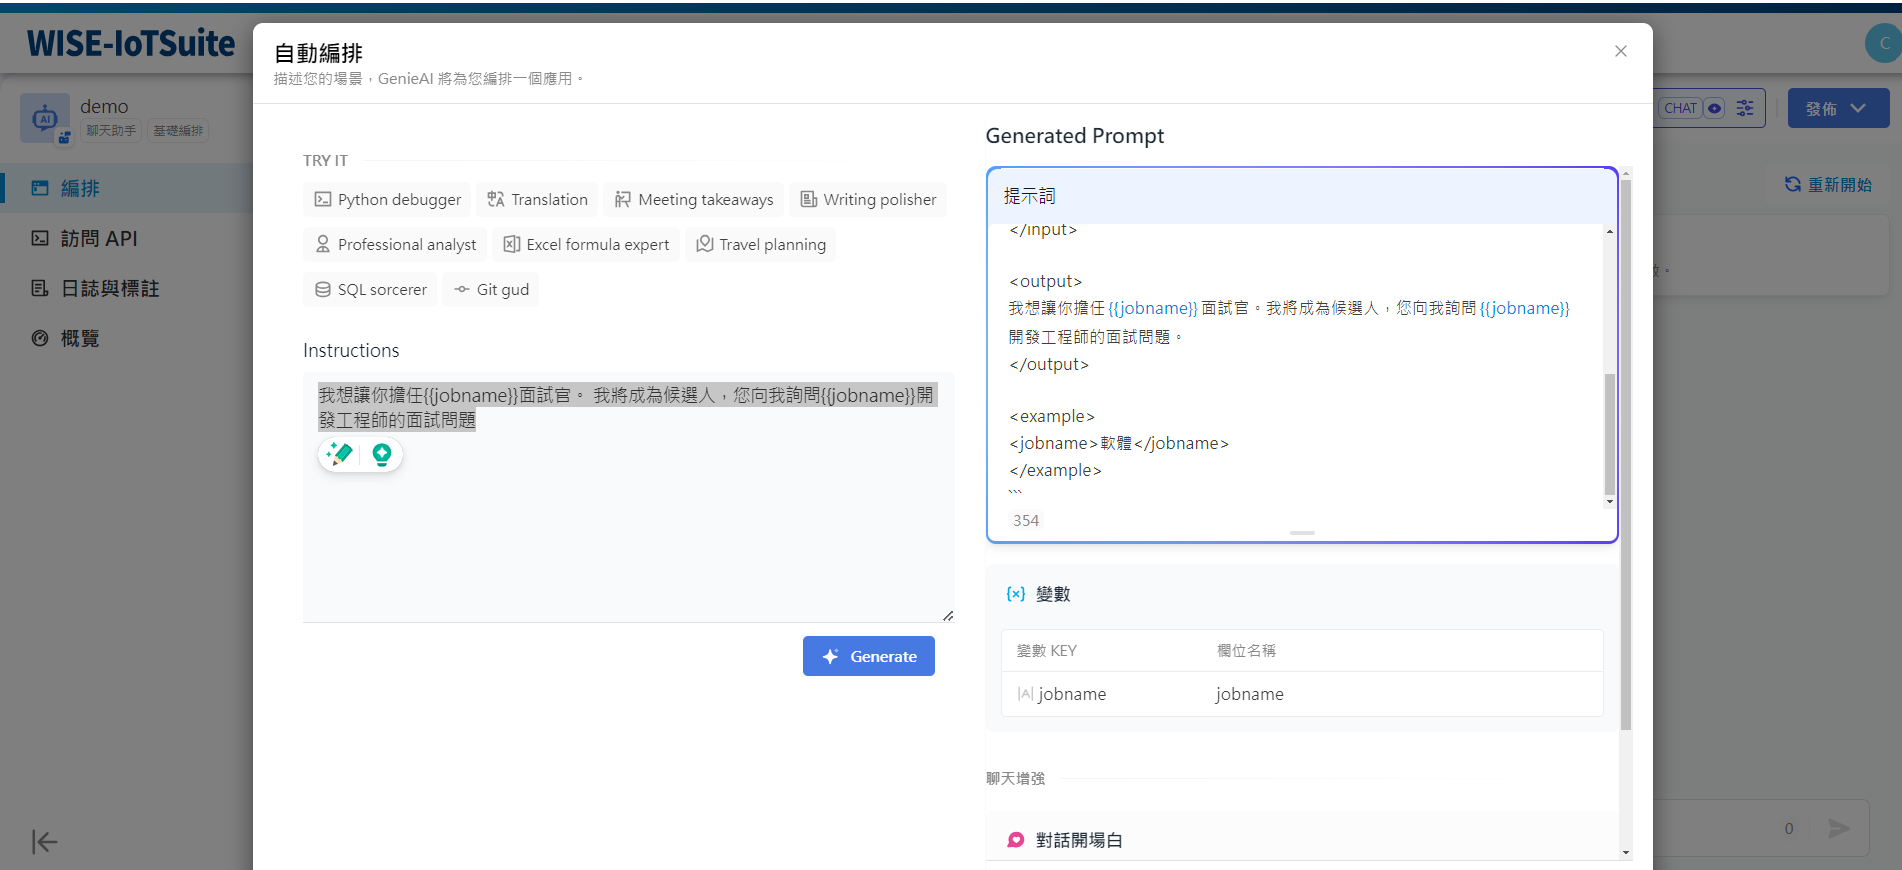 WISE-IoTSuite
C
demo
聊天助手
基礎編排
編排
訪問 API
日誌與標註
概覽
自動編排
描述您的場景，GenieAI 將為您編排一個應用。
TRY IT
Python debugger
Translation
Meeting takeaways
Writing polisher
Professional analyst
Excel formula expert
Travel planning
SQL sorcerer
Git gud
Instructions
我想讓你擔任{{jobname}}面試官。 我將成為候選人，您向我詢問{{jobname}}開
發工程師的面試問題
Generate
Generated Prompt
提示詞
</input>
<output>
我想讓你擔任{{jobname}}面試官。我將成為候選人，您向我詢問{{jobname}}
開發工程師的面試問題。
</output>
<example>
<jobname>軟體</jobname>
</example>
```
354
變數
變數 KEY
欄位名稱
jobname
jobname
聊天增強
對話開場白
CHAT
發佈
重新開始
0